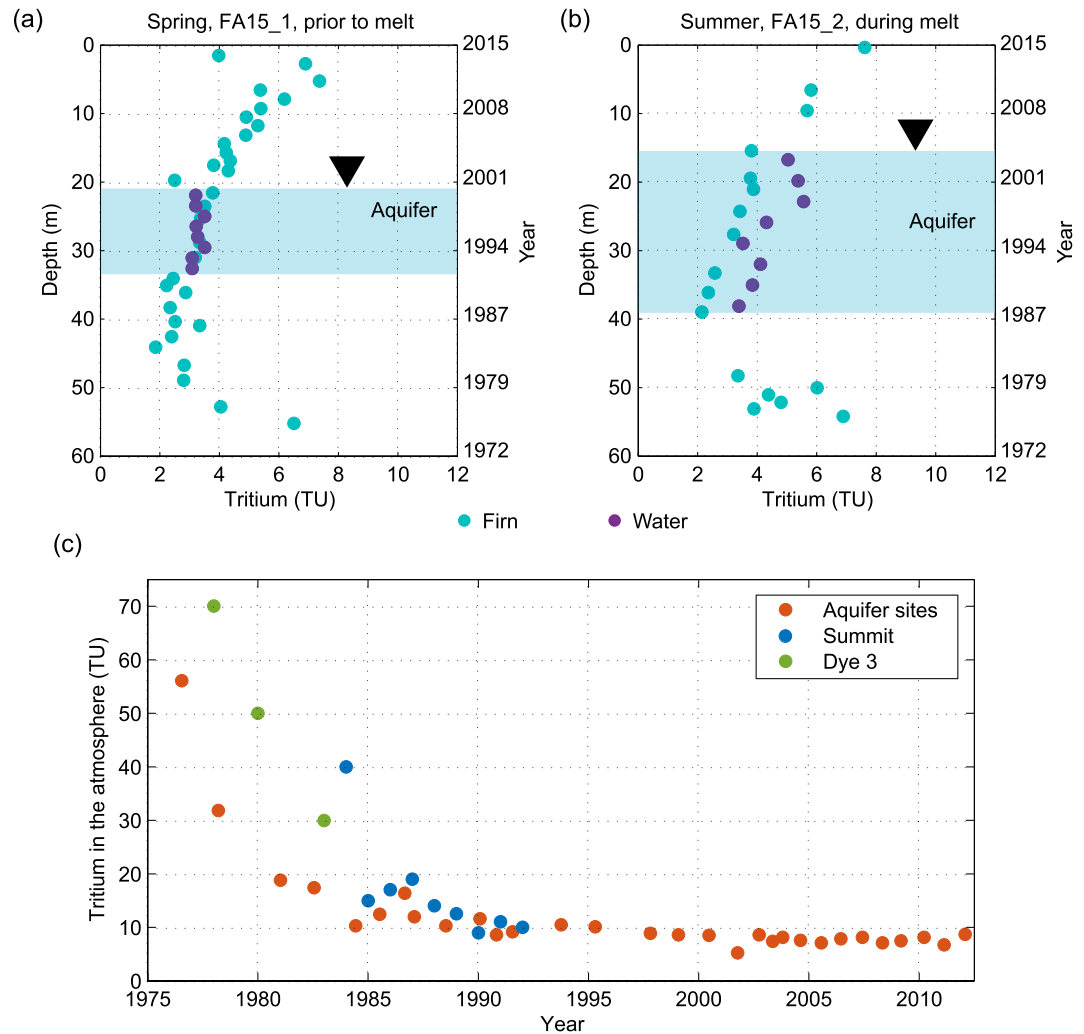 (a)
Spring, FA15_1, prior to melt
0
10
20
30
40
50
60
Depth (m)
2015
2008
2001
1994
1987
1979
1972
Year
Aquifer
0 2 4 6 8 10 12
Tritium (TU)
(b)
Summer, FA15_2, during melt
0
10
20
30
40
50
60
Depth (m)
2015
2008
2001
1994
1987
1979
1972
Year
Aquifer
0 2 4 6 8 10 12
Tritium (TU)
Firn
Water
(c)
70
60
50
40
30
20
10
0
Tritium in the atmosphere (TU)
Aquifer sites
Summit
Dye 3
1975 1980 1985 1990 1995 2000 2005 2010
Year